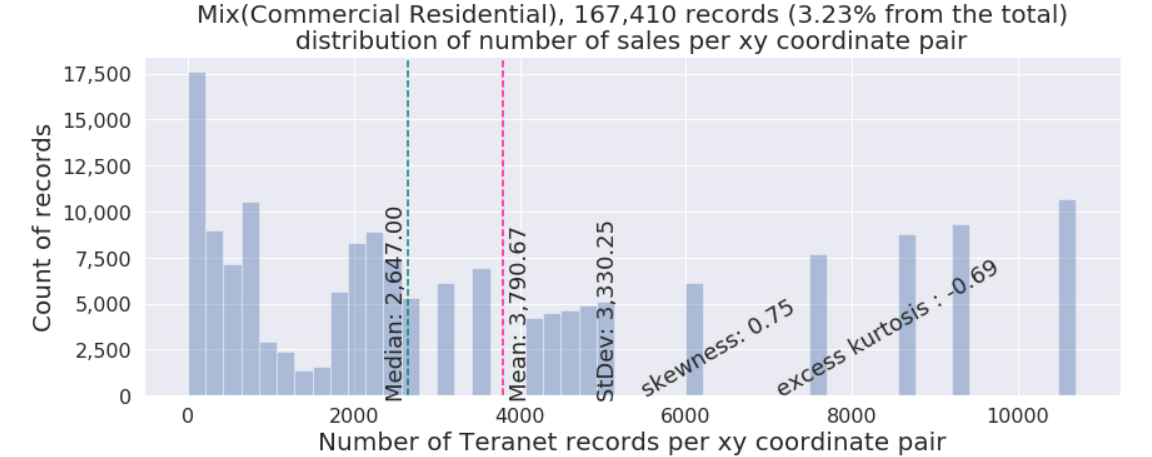 Mix(Commercial Residential), 167,410 records (3.23% from the total)
distribution of number of sales per xy coordinate pair
Count of records
17,500
15,000
12,500
10,000
7,500
5,000
2,500
0
Median: 2,647.00
Mean: 3,790.67
StDev: 3,330.25
skewness: 0.75
excess kurtosis : -0.69
0 2000 4000 6000 8000 10000
Number of Teranet records per xy coordinate pair